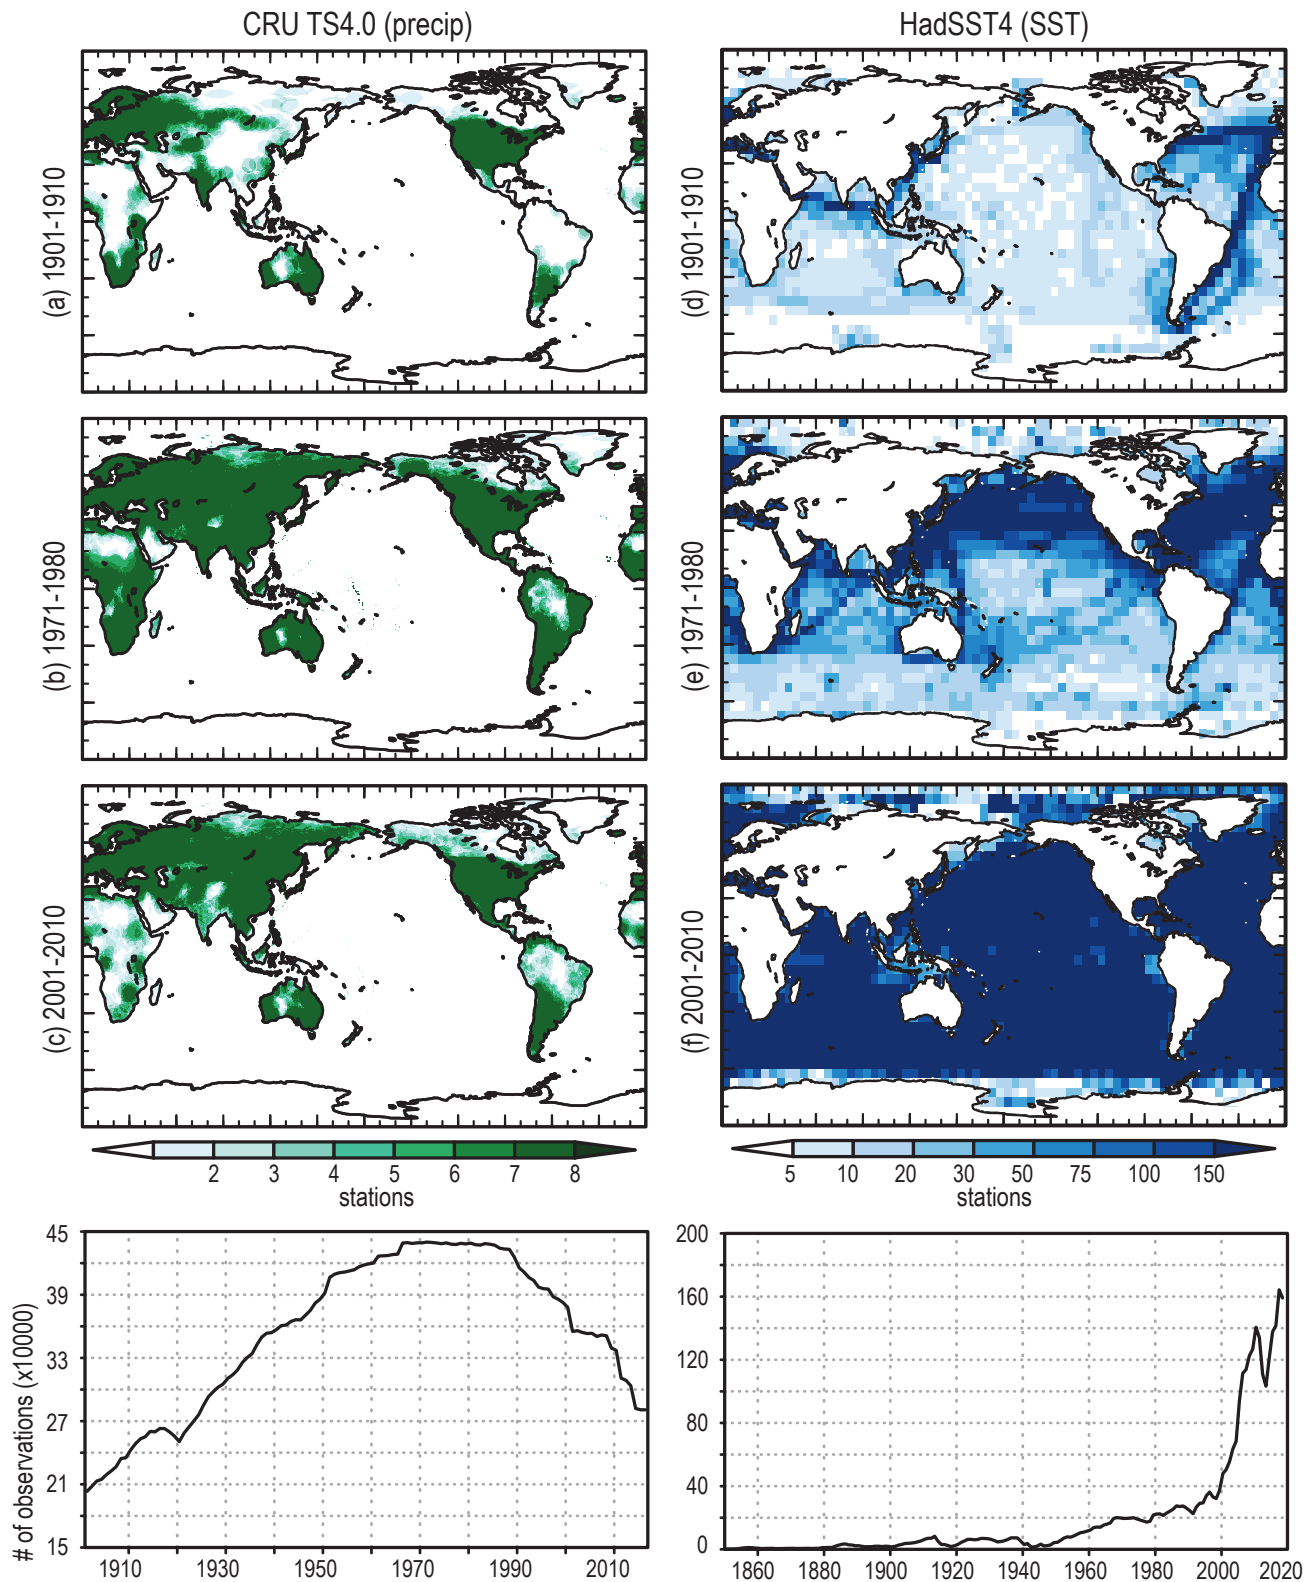 CRU TS4.0 (precip)
HadSST4 (SST)
(a) 1901-1910
(d) 1901-1910
(b) 1971-1980
(e) 1971-1980
(c) 2001-2010
(f) 2001-2010
2 3 4 5 6 7 8
stations
5 10 20 30 50 75 100 150
stations
# of observations (x10000)
45
39
33
27
21
15
1910 1930 1950 1970 1990 2010
200
160
120
80
40
0
1860 1880 1900 1920 1940 1960 1980 2000 2020